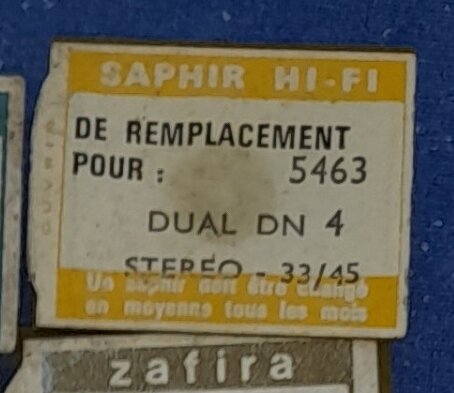 SAPHIR HI-FI
DE REMPLACEMENT
POUR : 5463
DUAL DN 4
STEREO - 33/45
Un saphir doit être changé
en moyenne tous les mois
OUVRIR
zafira